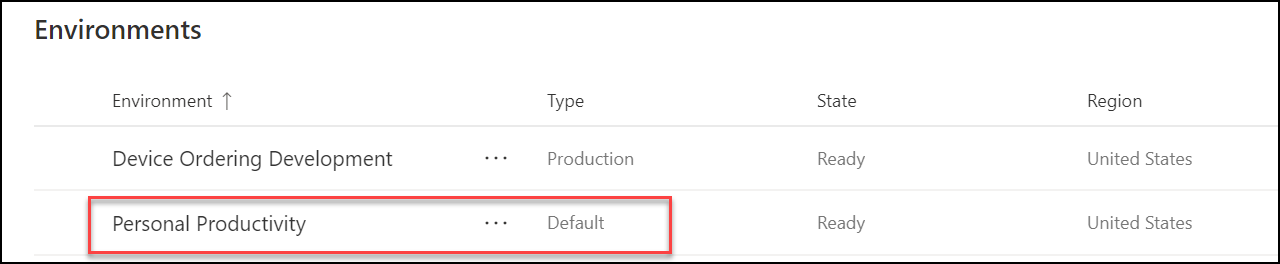 Environments
Environment ↑ Type State Region
Device Ordering Development ··· Production Ready United States
Personal Productivity ··· Default Ready United States